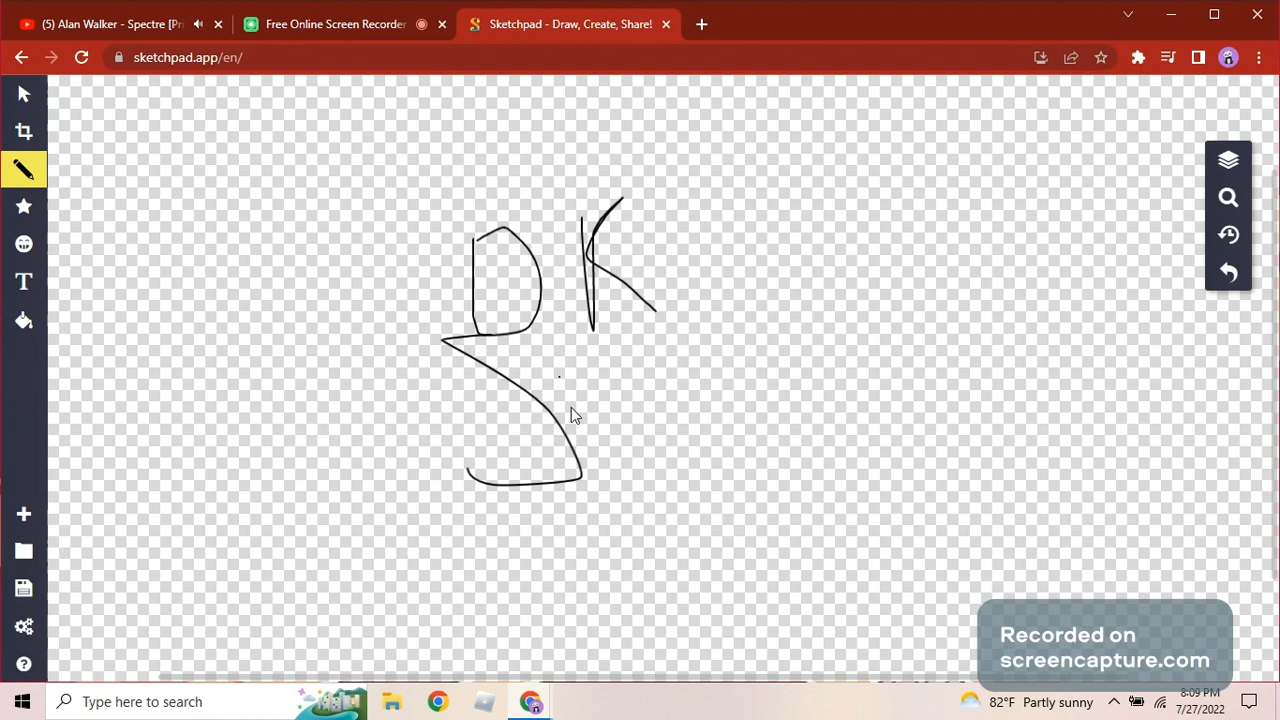 (5) Alan Walker - Spectre [Pri
Free Online Screen Recorder
Sketchpad - Draw, Create, Share!
sketchpad.app/en/
DK
S
T
Recorded on
screencapture.com
Type here to search
82°F Partly sunny
8:09 PM
7/27/2022